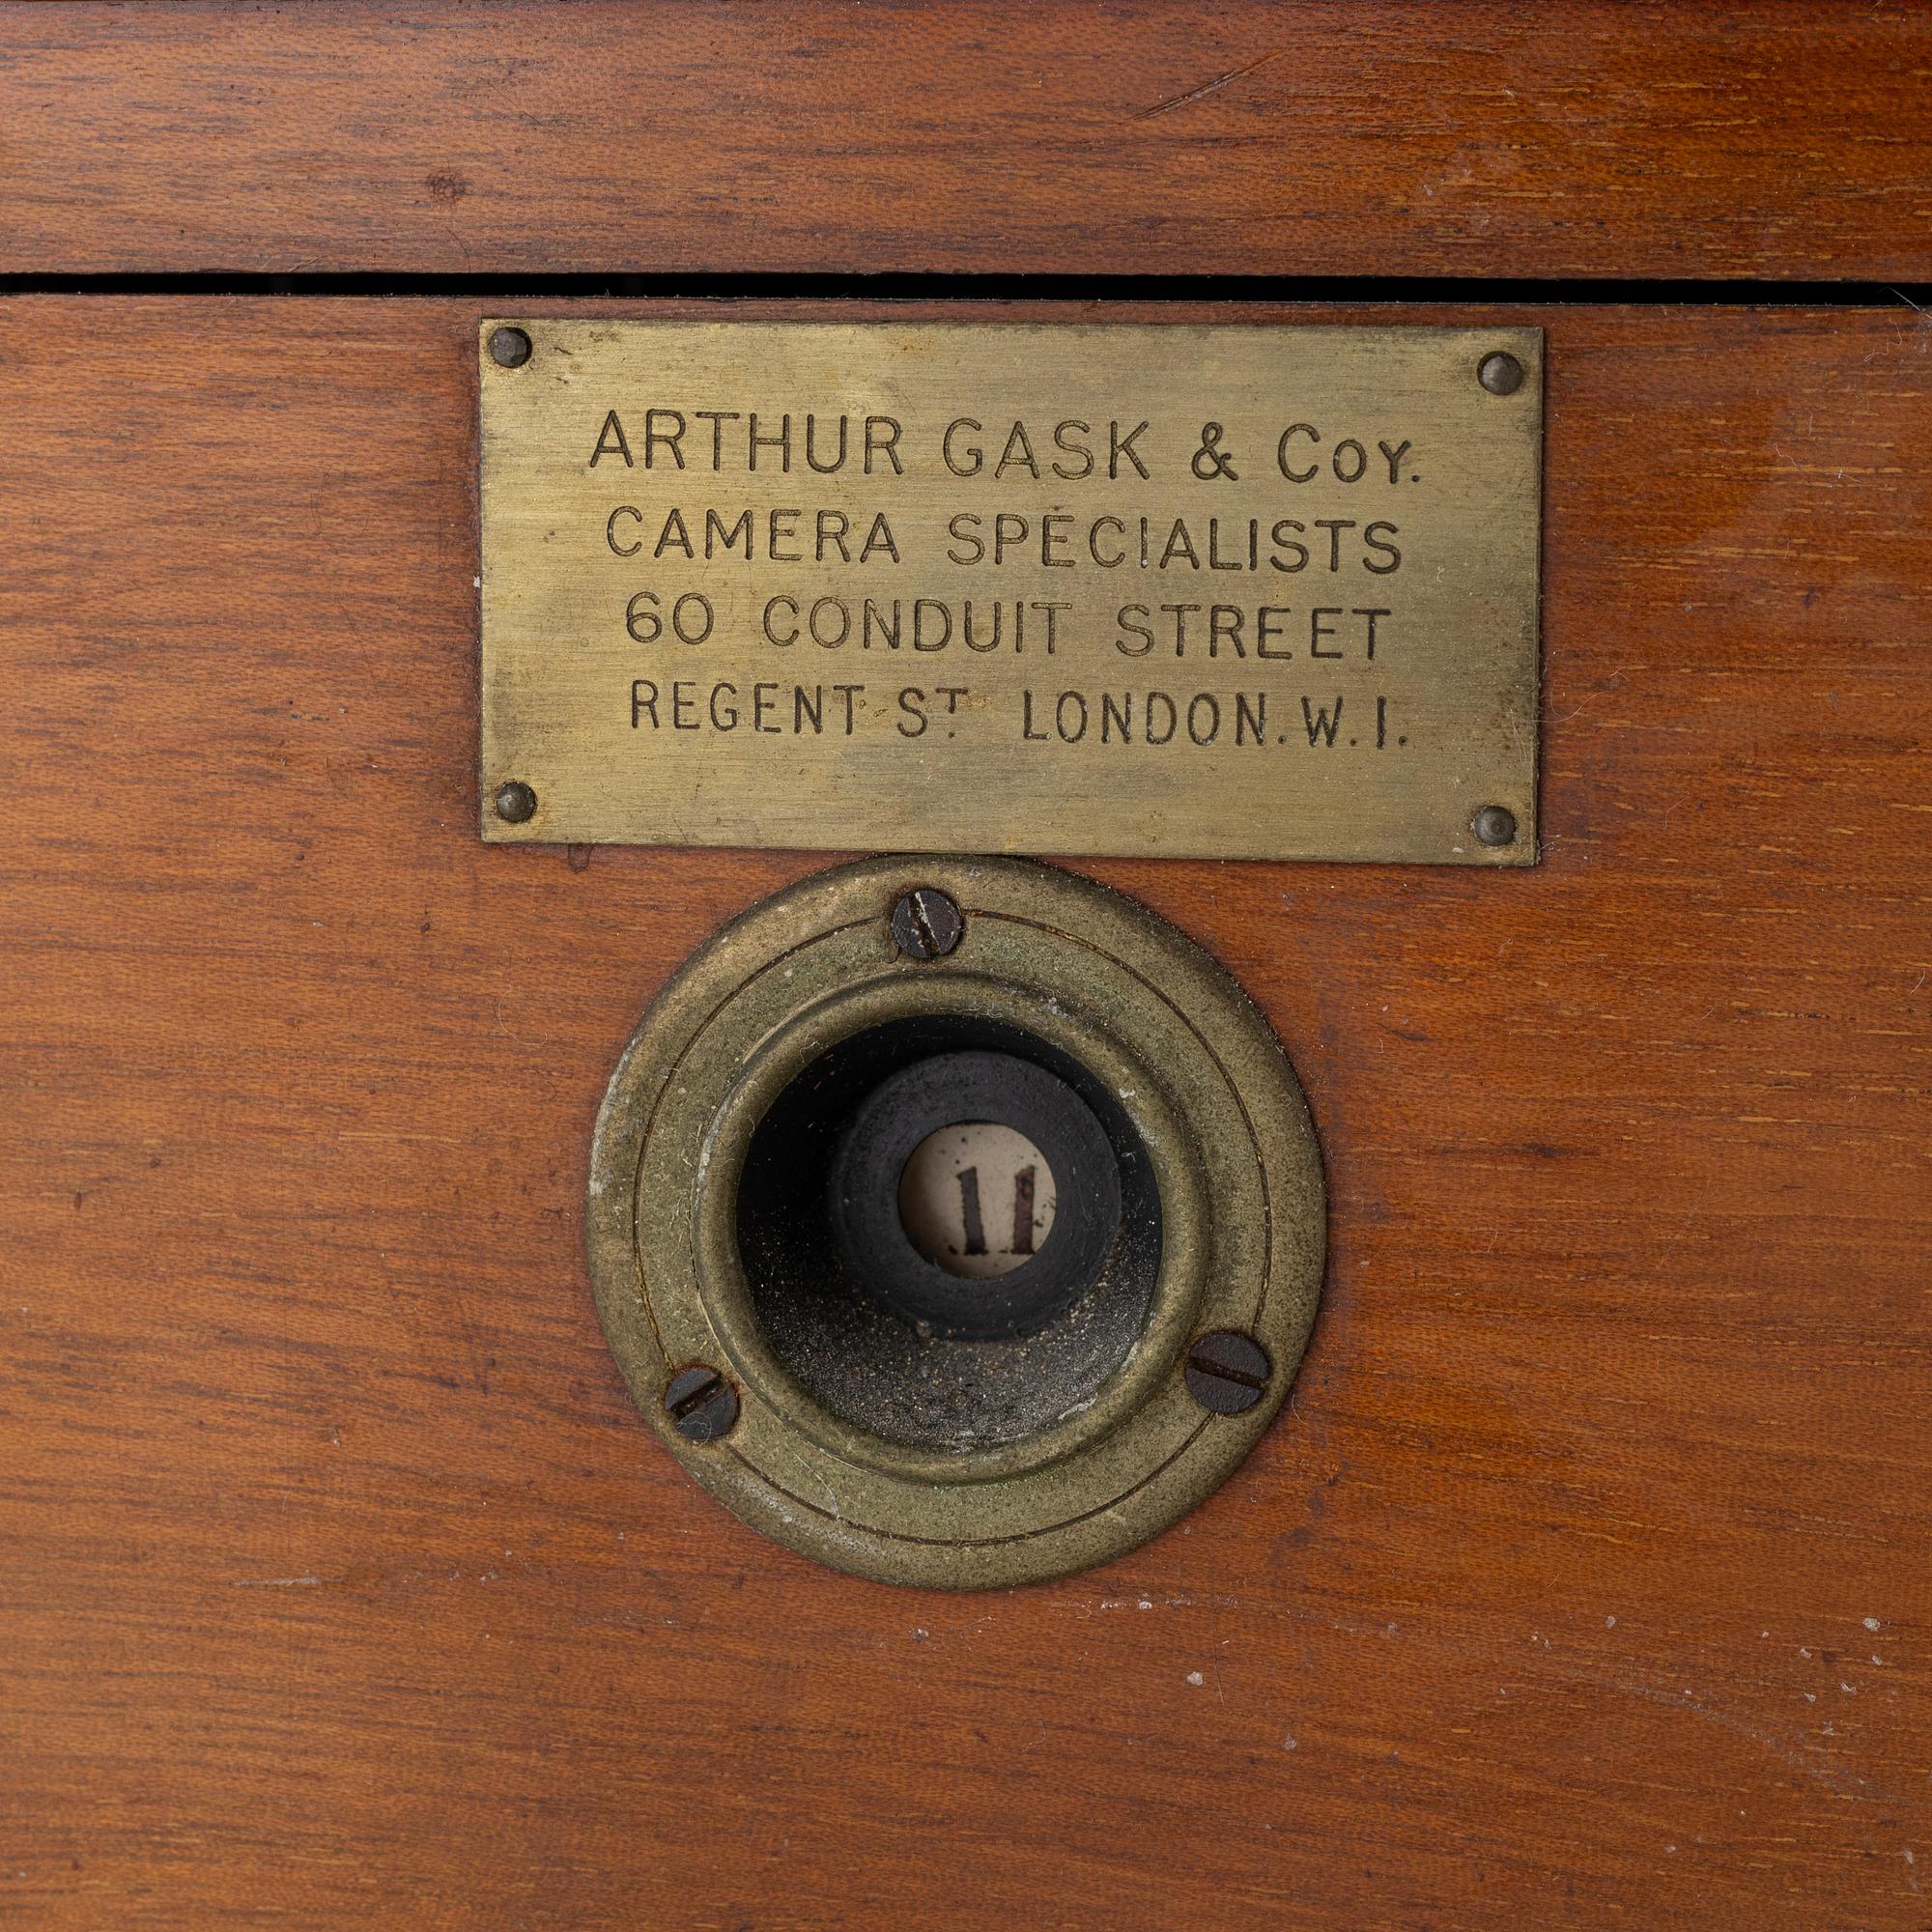 ARTHUR GASK & COY.
CAMERA SPECIALISTS
60 CONDUIT STREET
REGENT ST. LONDON.W.I.
11